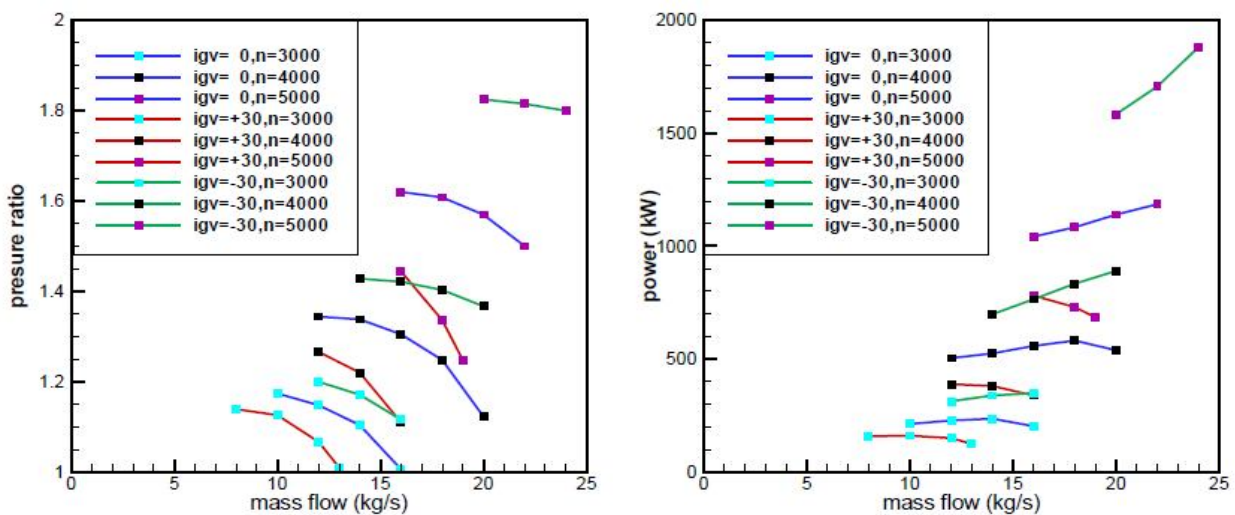 2
1.8
1.6
1.4
1.2
1
0
5
10
15
20
25
presure ratio
mass flow (kg/s)
igv= 0,n=3000
igv= 0,n=4000
igv= 0,n=5000
igv=+30,n=3000
igv=+30,n=4000
igv=+30,n=5000
igv=-30,n=3000
igv=-30,n=4000
igv=-30,n=5000
2000
1500
1000
500
0
0
5
10
15
20
25
power (kW)
mass flow (kg/s)
igv= 0,n=3000
igv= 0,n=4000
igv= 0,n=5000
igv=+30,n=3000
igv=+30,n=4000
igv=+30,n=5000
igv=-30,n=3000
igv=-30,n=4000
igv=-30,n=5000